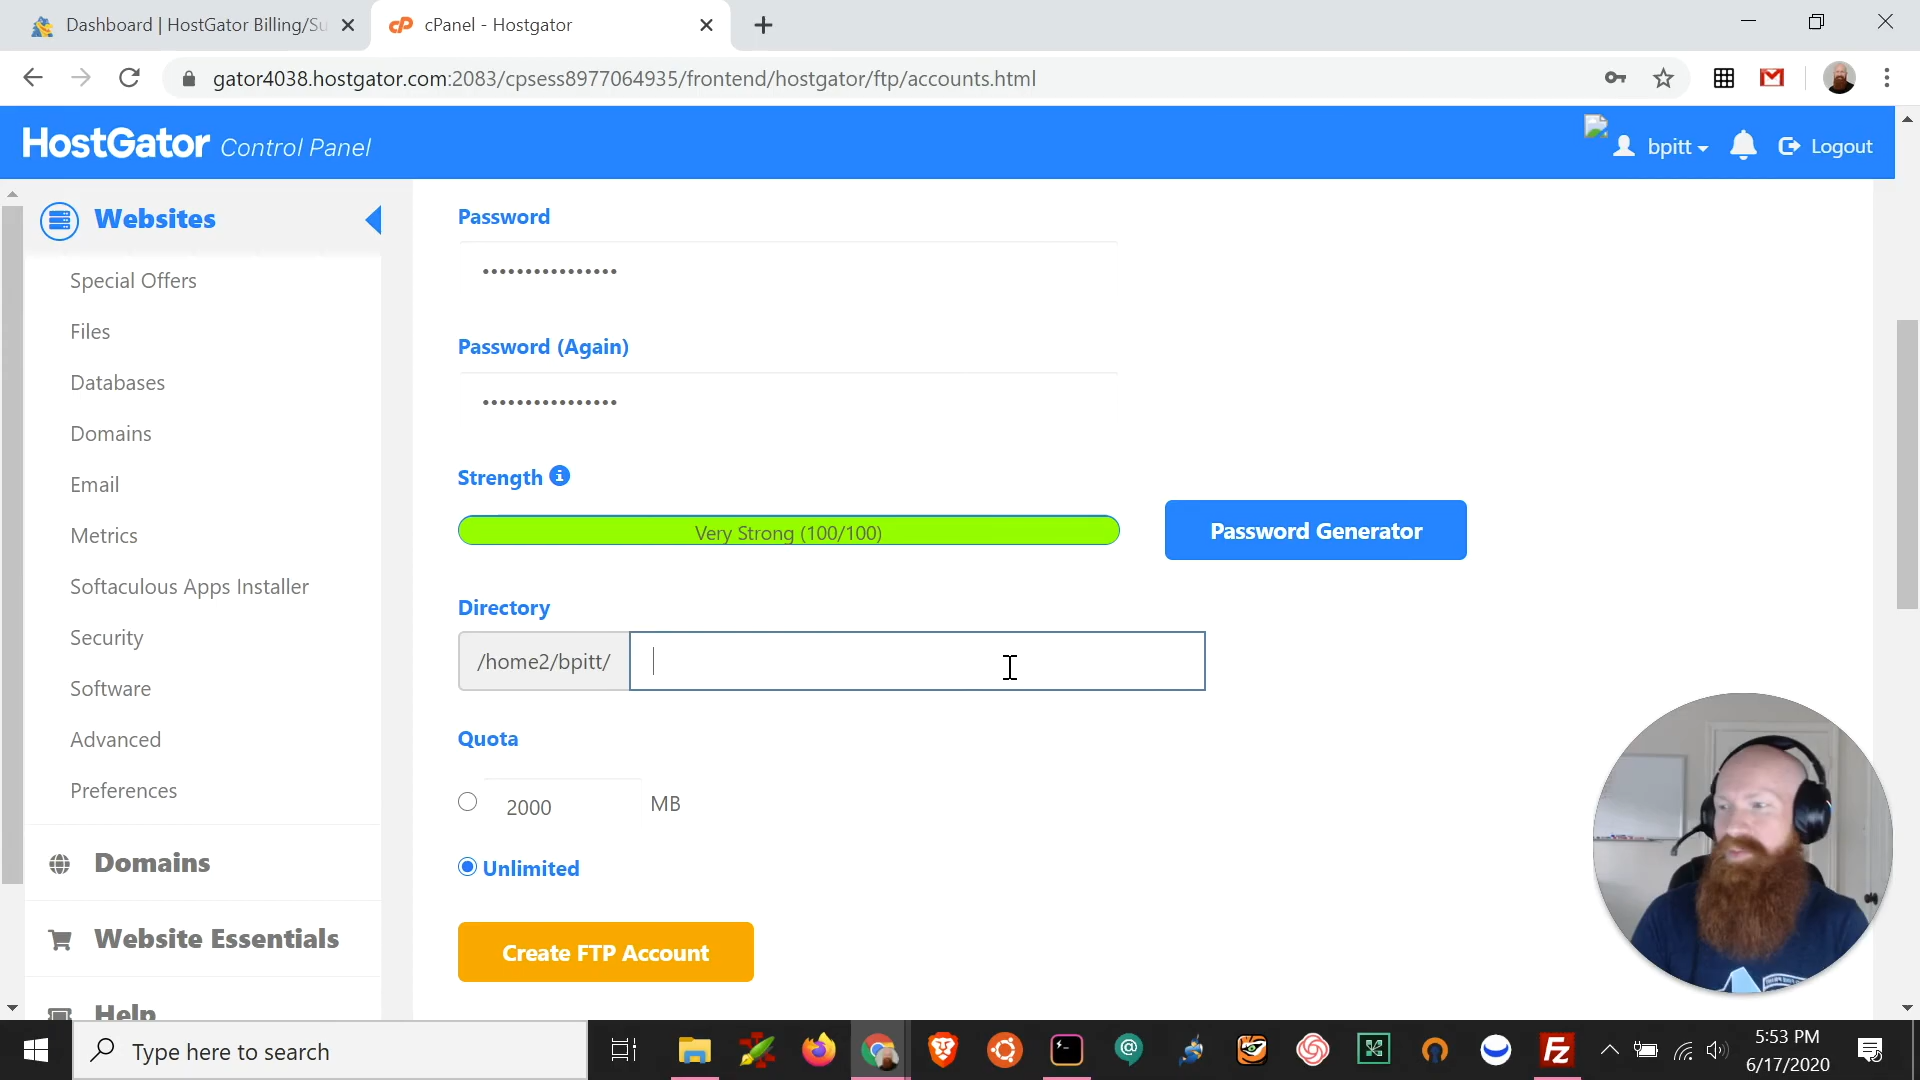 Dashboard | HostGator Billing/Su
cPanel - Hostgator
gator4038.hostgator.com:2083/cpsess8977064935/frontend/hostgator/ftp/accounts.html
HostGator Control Panel
bpitt
Logout
Websites
Special Offers
Files
Databases
Domains
Email
Metrics
Softaculous Apps Installer
Security
Software
Advanced
Preferences
Domains
Website Essentials
Help
Password
••••••••••••••••
Password (Again)
••••••••••••••••
Strength
Very Strong (100/100)
Password Generator
Directory
/home2/bpitt/
Quota
2000 MB
Unlimited
Create FTP Account
Type here to search
5:53 PM
6/17/2020